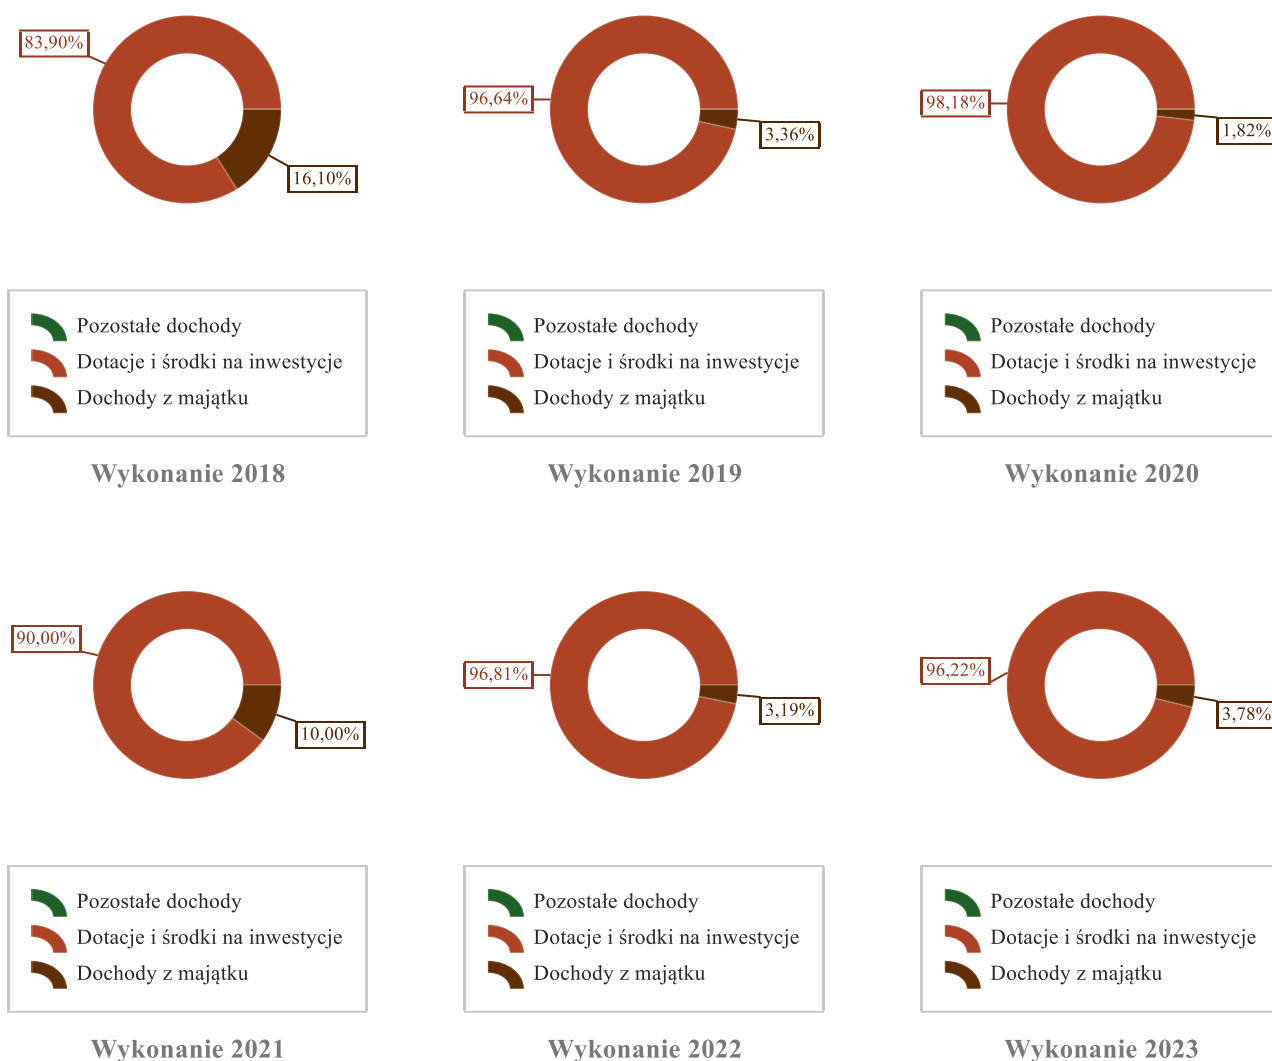 83,90%
16,10%
Pozostałe dochody
Dotacje i środki na inwestycje
Dochody z majątku
Wykonanie 2018
96,64%
3,36%
Pozostałe dochody
Dotacje i środki na inwestycje
Dochody z majątku
Wykonanie 2019
98,18%
1,82%
Pozostałe dochody
Dotacje i środki na inwestycje
Dochody z majątku
Wykonanie 2020
90,00%
10,00%
Pozostałe dochody
Dotacje i środki na inwestycje
Dochody z majątku
Wykonanie 2021
96,81%
3,19%
Pozostałe dochody
Dotacje i środki na inwestycje
Dochody z majątku
Wykonanie 2022
96,22%
3,78%
Pozostałe dochody
Dotacje i środki na inwestycje
Dochody z majątku
Wykonanie 2023